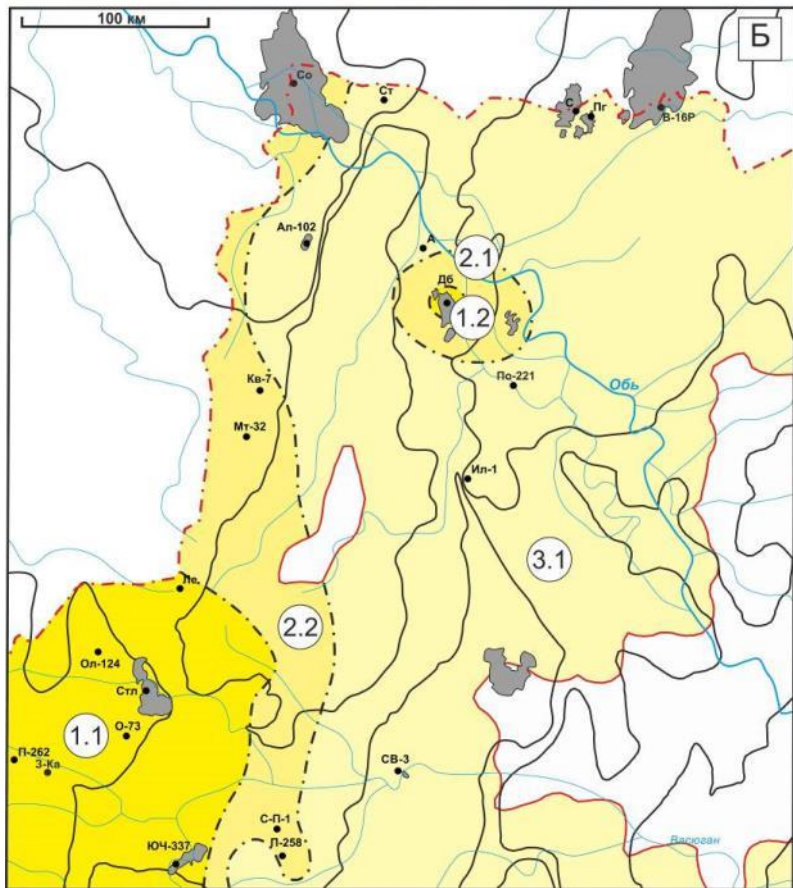 100 км
Б
Со
Ст
С
Пг
В-16Р
Ал-102
А
2.1
Дб
1.2
Кв-7
По-221
Обь
Мт-32
Ил-1
3.1
Ле
2.2
Ол-124
Стл
1.1
О-73
П-262
З-Кв
СВ-3
С-П-1
Л-258
ЮЧ-337
Васюган